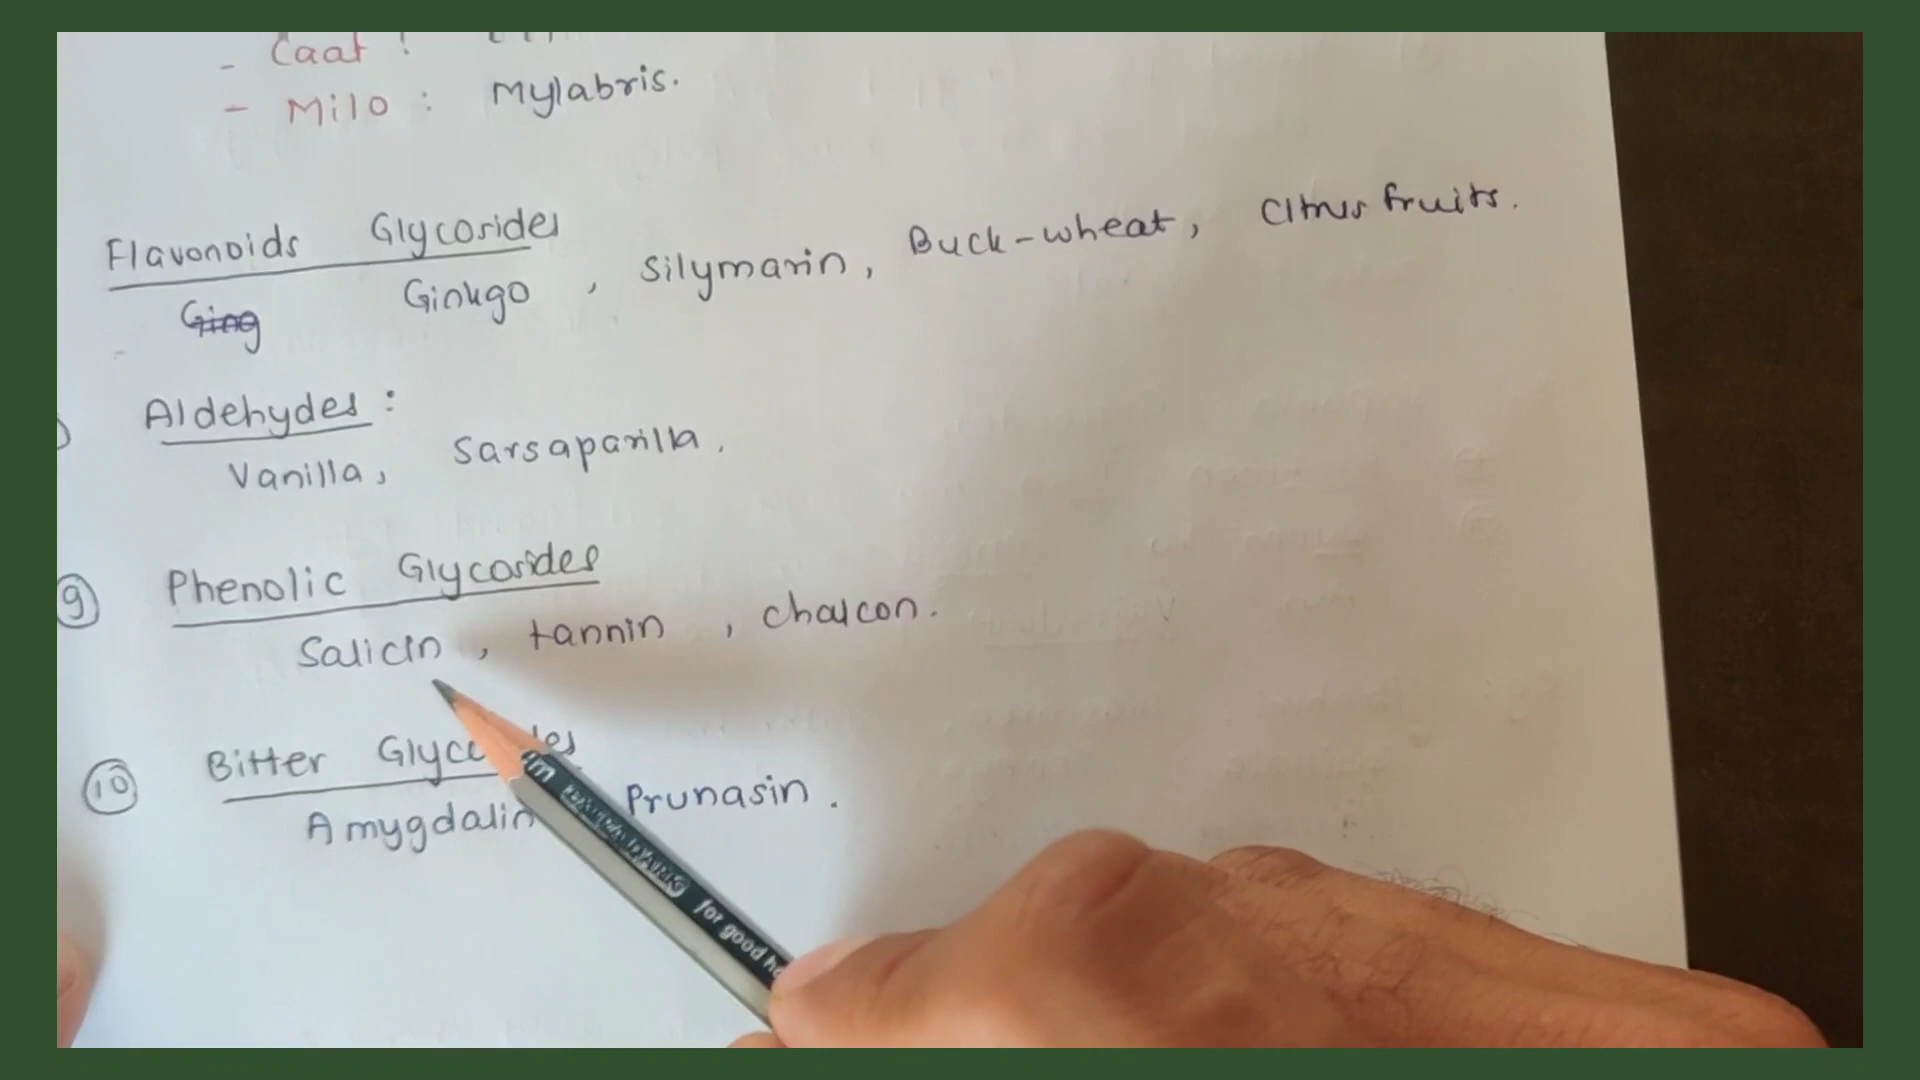 - Caat :
- Milo : Mylabris.
Flavonoids Glycosides
Ginkgo , Silymarin, Buck-wheat, Citrus fruits.
Aldehydes :
Vanilla, Sarsaparilla.
9 Phenolic Glycosides
Salicin, tannin , chalcon.
10 Bitter
Amygdalin Prunasin.
for good